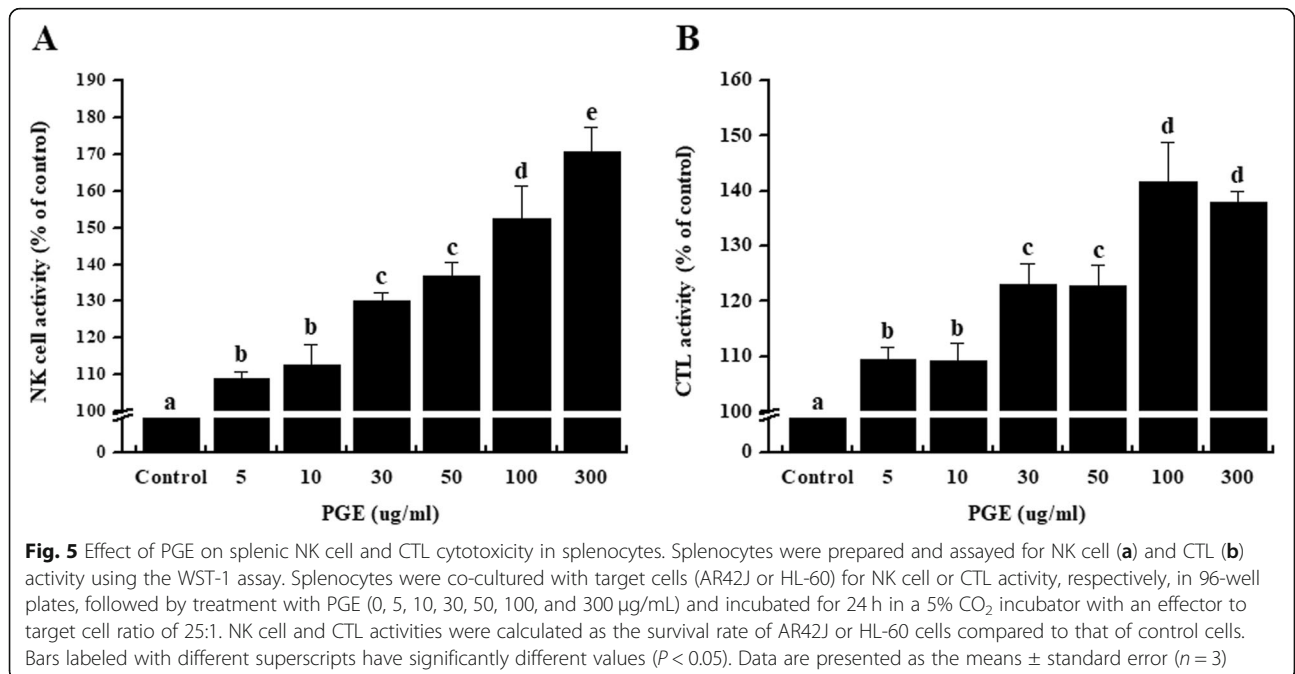 A
NK cell activity (% of control)
190
180
170
160
150
140
130
120
110
100
0
a
b
b
c
c
d
e
Control 5 10 30 50 100 300
PGE (ug/ml)
B
CTL activity (% of control)
160
150
140
130
120
110
100
0
a
b
b
c
c
d
d
Control 5 10 30 50 100 300
PGE (ug/ml)
Fig. 5 Effect of PGE on splenic NK cell and CTL cytotoxicity in splenocytes. Splenocytes were prepared and assayed for NK cell (a) and CTL (b)
activity using the WST-1 assay. Splenocytes were co-cultured with target cells (AR42J or HL-60) for NK cell or CTL activity, respectively, in 96-well
plates, followed by treatment with PGE (0, 5, 10, 30, 50, 100, and 300 μg/mL) and incubated for 24 h in a 5% CO₂ incubator with an effector to
target cell ratio of 25:1. NK cell and CTL activities were calculated as the survival rate of AR42J or HL-60 cells compared to that of control cells.
Bars labeled with different superscripts have significantly different values (P < 0.05). Data are presented as the means ± standard error (n = 3)